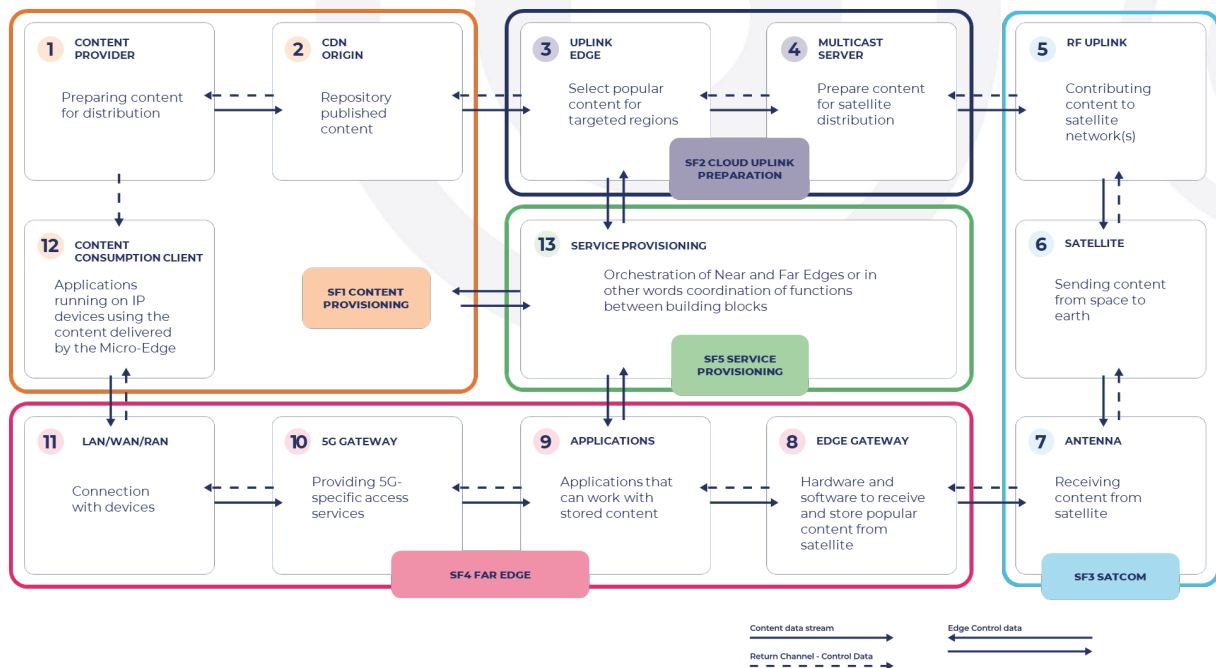 1
CONTENT
PROVIDER
Preparing content
for distribution
2
CDN
ORIGIN
Repository
published
content
3
UPLINK
EDGE
Select popular
content for
targeted regions
4
MULTICAST
SERVER
Prepare content
for satellite
distribution
5
RF UPLINK
Contributing
content to
satellite
network(s)
SF2 CLOUD UPLINK
PREPARATION
12
CONTENT
CONSUMPTION CLIENT
Applications
running on IP
devices using the
content delivered
by the Micro-Edge
SF1 CONTENT
PROVISIONING
13
SERVICE PROVISIONING
Orchestration of Near and Far Edges or in
other words coordination of functions
between building blocks
SF5 SERVICE
PROVISIONING
6
SATELLITE
Sending content
from space to
earth
11
LAN/WAN/RAN
Connection
with devices
10
5G GATEWAY
Providing 5G-
specific access
services
9
APPLICATIONS
Applications that
can work with
stored content
8
EDGE GATEWAY
Hardware and
software to receive
and store popular
content from
satellite
7
ANTENNA
Receiving
content from
satellite
SF4 FAR EDGE
SF3 SATCOM
Content data stream
Edge Control data
Return Channel - Control Data